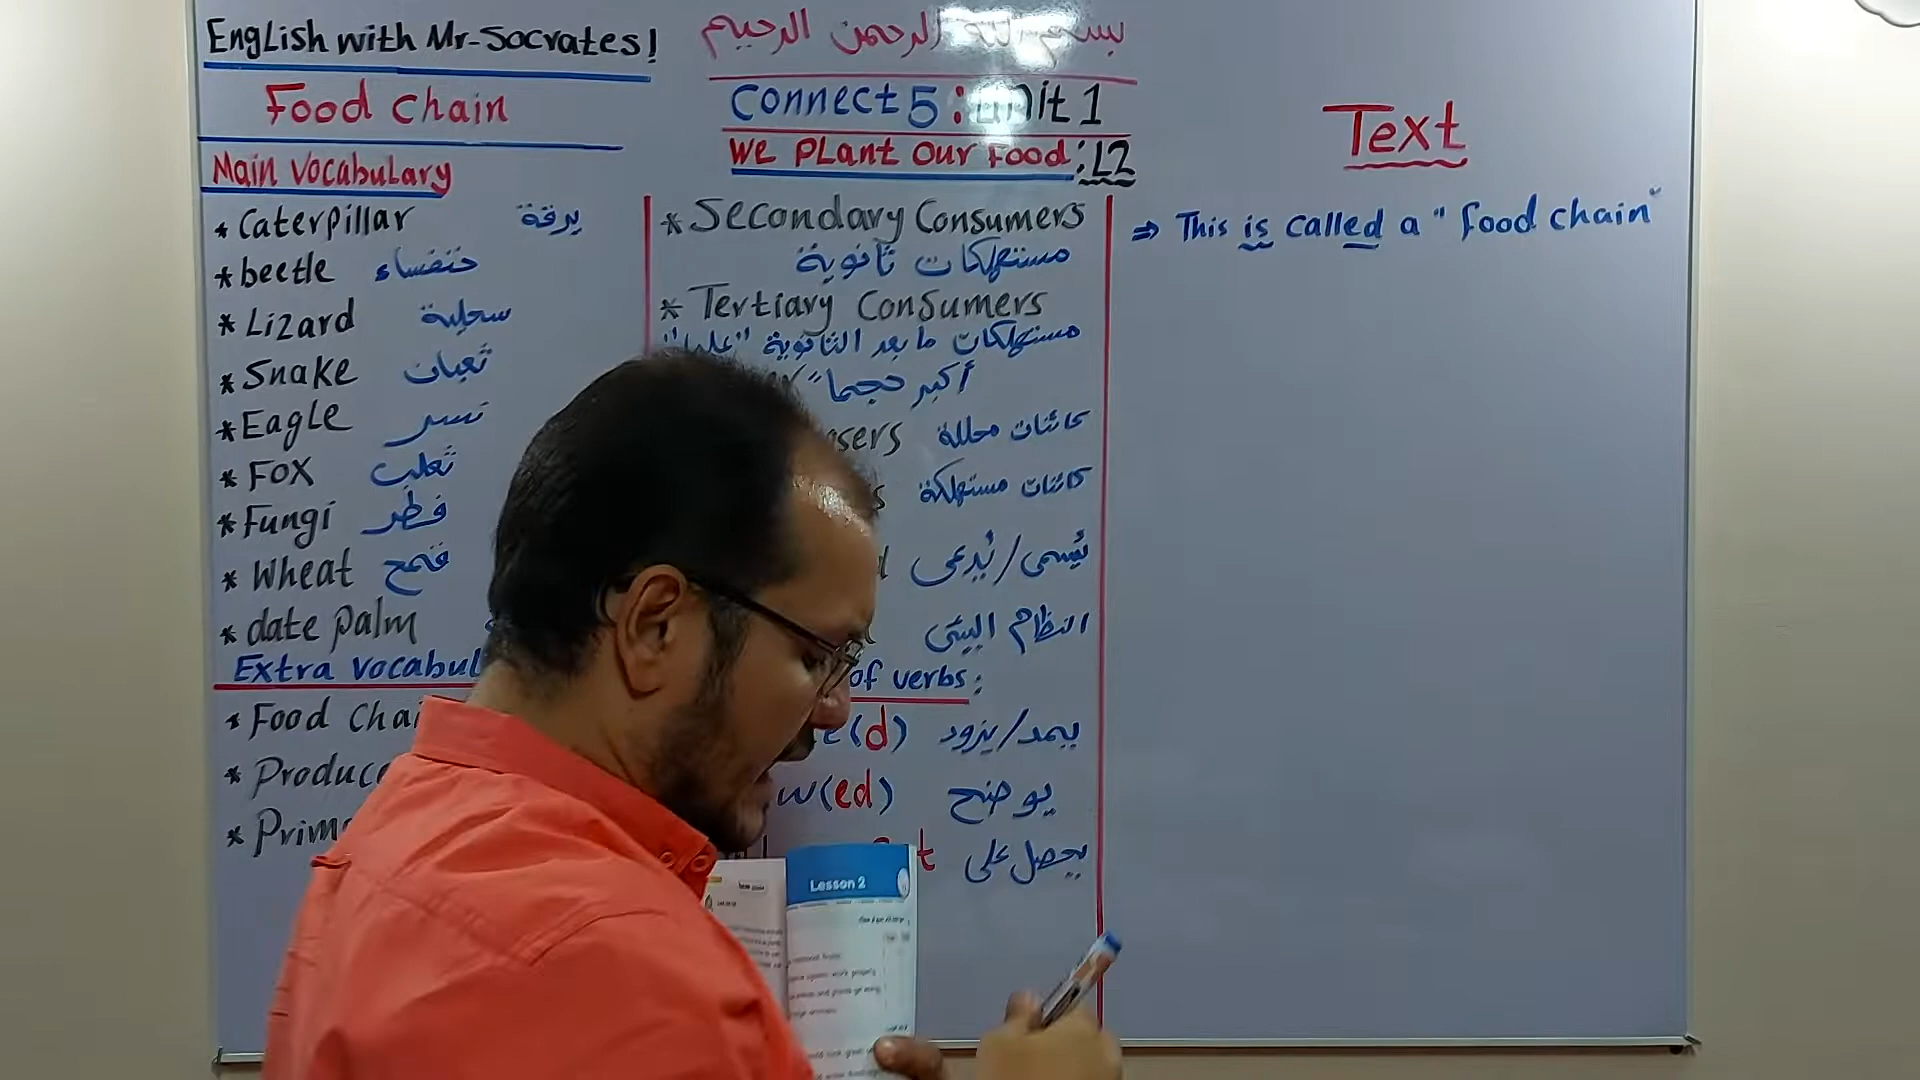 English with Mr-Socrates!
Food Chain
Main Vocabulary
* Caterpillar يرقة
* beetle خنفساء
* Lizard سحلية
* Snake ثعبان
* Eagle نسر
* Fox ثعلب
* Fungi فطر
* Wheat قمح
* date palm
Extra Vocabul
* Food Chai
* Produce
* Prim
بسم الله الرحمن الرحيم
Connect 5: Unit 1
We Plant Our Food: L2
* Secondary Consumers
مستهلكات ثانوية
* Tertiary Consumers
مستهلكات ما بعد الثانوية "عليا"
أكبر حجما
sers كائنات محللة
s كائنات مستهلكة
يُسمى/يُدعى
النظام البيئي
of verbs:
e(d) يمد/يزود
w(ed) يوضح
t يحصل على
Text
⇒ This is called a "food chain"
Lesson 2